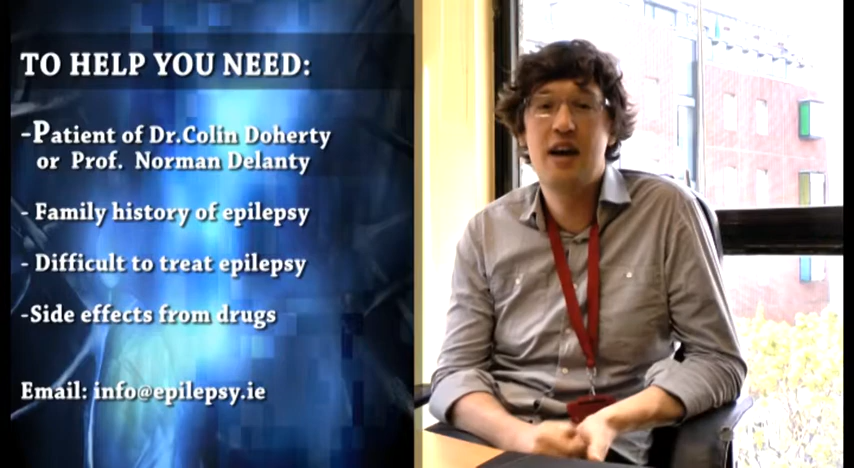 TO HELP YOU NEED:
-Patient of Dr.Colin Doherty
or Prof. Norman Delanty
- Family history of epilepsy
- Difficult to treat epilepsy
-Side effects from drugs
Email: info@epilepsy.ie